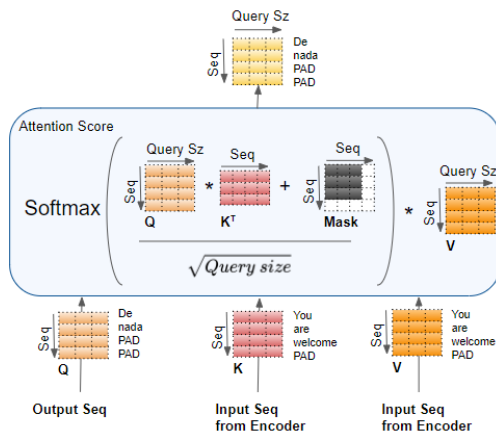 Query Sz
Seq
De
nada
PAD
PAD
Attention Score
Softmax
Query Sz
Seq
Q
*
Seq
Kᵀ
+
Seq
Seq
Mask
√Query size
*
Query Sz
Seq
V
Seq
De
nada
PAD
PAD
Q
Seq
You
are
welcome
PAD
K
Seq
You
are
welcome
PAD
V
Output Seq
Input Seq
from Encoder
Input Seq
from Encoder